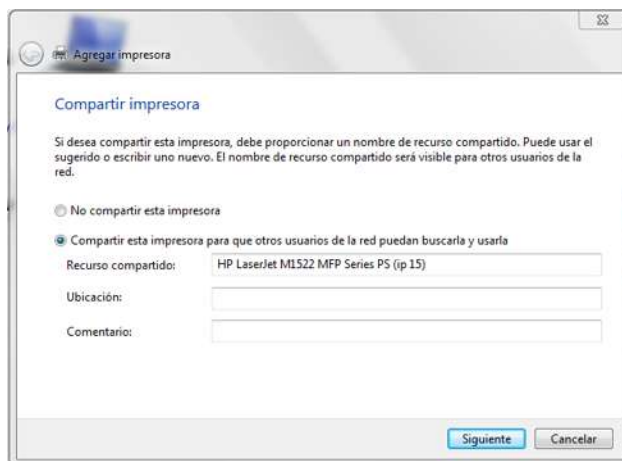 Agregar impresora
Compartir impresora
Si desea compartir esta impresora, debe proporcionar un nombre de recurso compartido. Puede usar el
sugerido o escribir uno nuevo. El nombre de recurso compartido será visible para otros usuarios de la
red.
No compartir esta impresora
Compartir esta impresora para que otros usuarios de la red puedan buscarla y usarla
Recurso compartido: HP LaserJet M1522 MFP Series PS (ip 15)
Ubicación:
Comentario:
Siguiente Cancelar